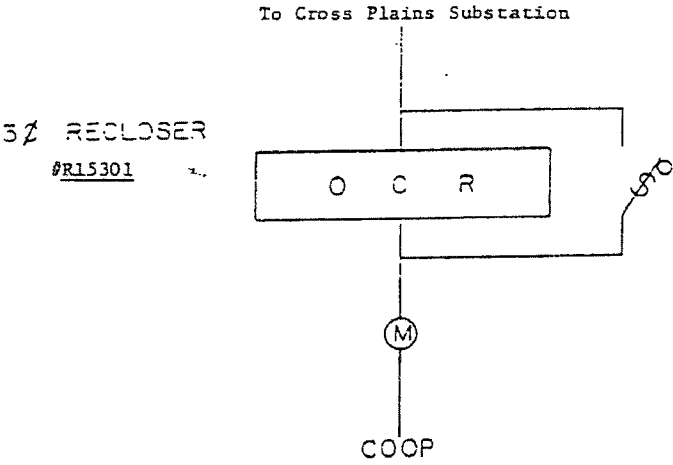 To Cross Plains Substation
3Ø RECLOSER
#R15301
O C R
M
COOP